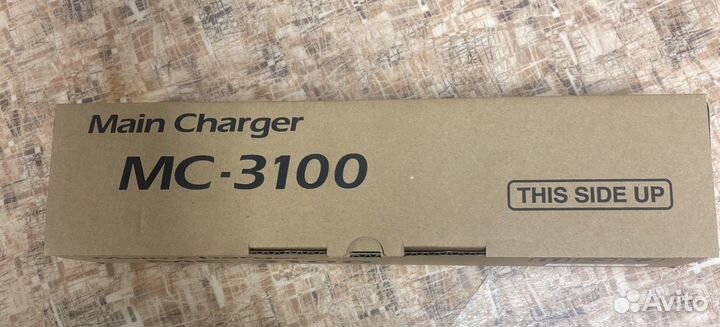 Main Charger
MC-3100
THIS SIDE UP
Avito